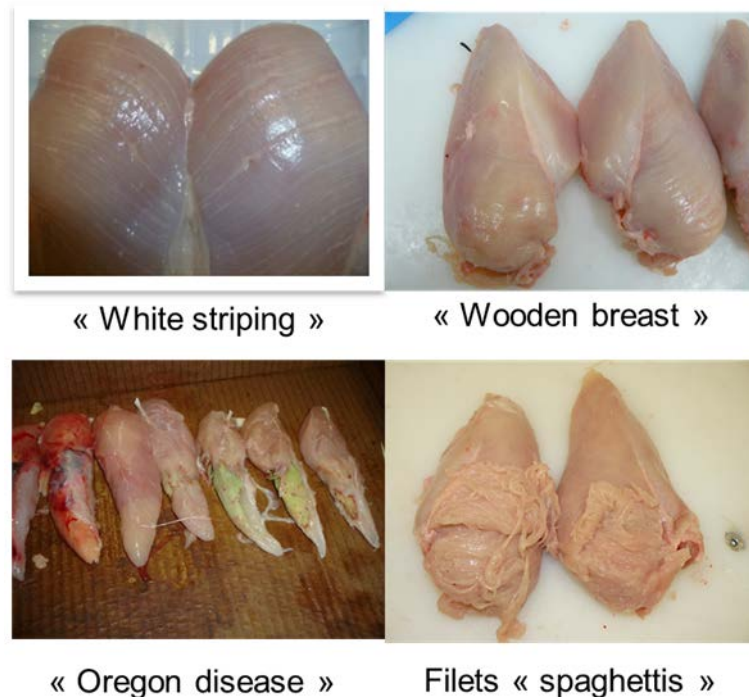 « White striping »
« Wooden breast »
« Oregon disease »
Filets « spaghettis »